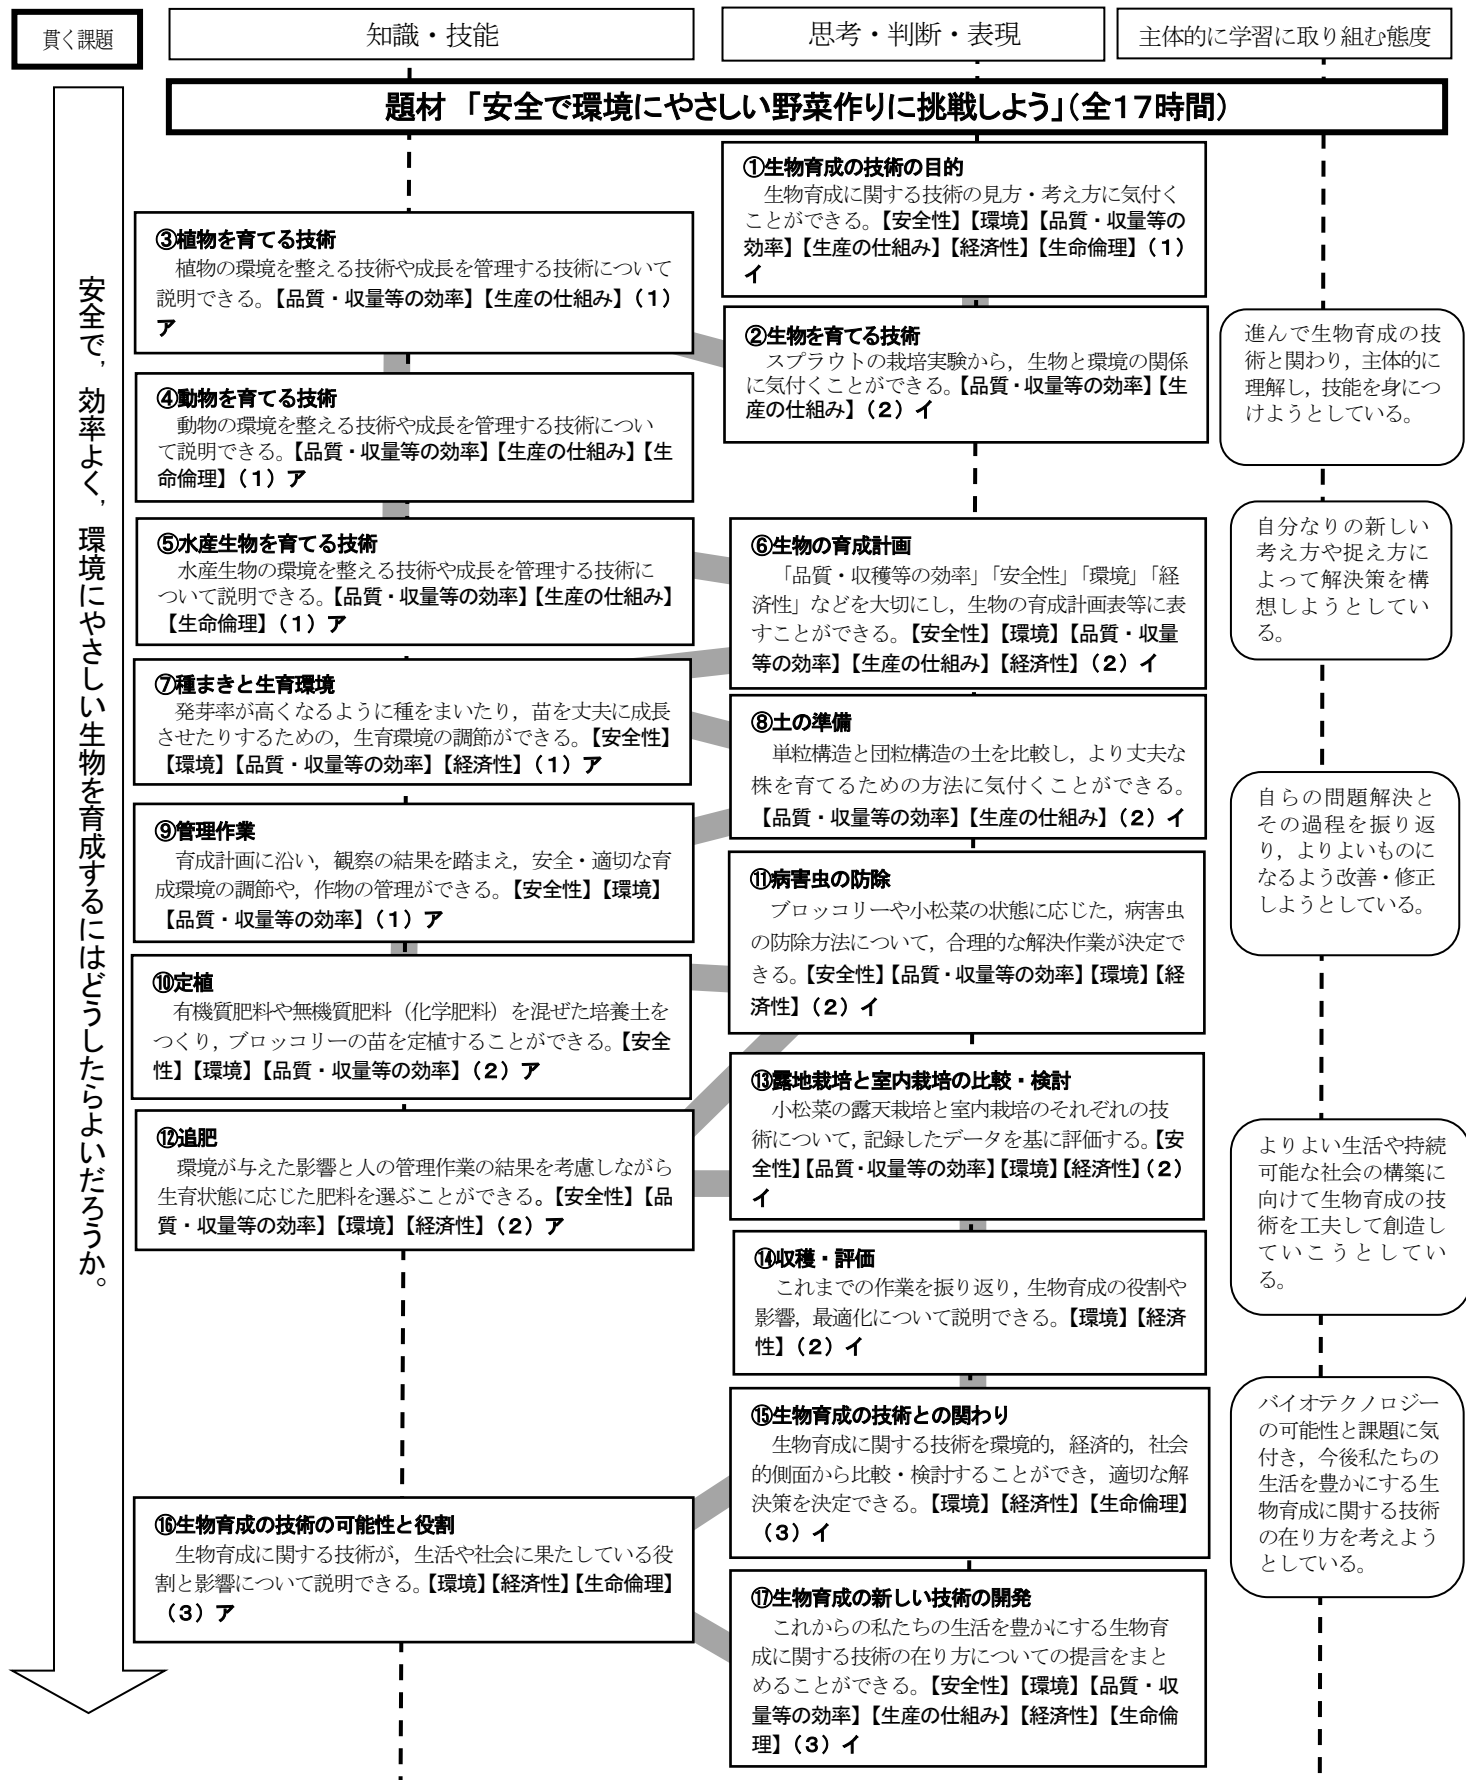 貫く課題
知識・技能
思考・判断・表現
主体的に学習に取り組む態度
題材 「安全で環境にやさしい野菜作りに挑戦しよう」(全17時間)
安全で，効率よく，環境にやさしい生物を育成するにはどうしたらよいだろうか。
①生物育成の技術の目的
生物育成に関する技術の見方・考え方に気付く
ことができる。【安全性】【環境】【品質・収量等の
効率】【生産の仕組み】【経済性】【生命倫理】（１）
イ
②生物を育てる技術
スプラウトの栽培実験から，生物と環境の関係
に気付くことができる。【品質・収量等の効率】【生
産の仕組み】（２）イ
③植物を育てる技術
植物の環境を整える技術や成長を管理する技術について
説明できる。【品質・収量等の効率】【生産の仕組み】（１）
ア
④動物を育てる技術
動物の環境を整える技術や成長を管理する技術につい
て説明できる。【品質・収量等の効率】【生産の仕組み】【生
命倫理】（１）ア
⑤水産生物を育てる技術
水産生物の環境を整える技術や成長を管理する技術に
ついて説明できる。【品質・収量等の効率】【生産の仕組み】
【生命倫理】（１）ア
⑥生物の育成計画
「品質・収穫等の効率」「安全性」「環境」「経
済性」などを大切にし，生物の育成計画表等に表
すことができる。【安全性】【環境】【品質・収量
等の効率】【生産の仕組み】【経済性】（２）イ
⑦種まきと生育環境
発芽率が高くなるように種をまいたり，苗を丈夫に成長
させたりするための，生育環境の調節ができる。【安全性】
【環境】【品質・収量等の効率】【経済性】（１）ア
⑧土の準備
単粒構造と団粒構造の土を比較し，より丈夫な
株を育てるための方法に気付くことができる。
【品質・収量等の効率】【生産の仕組み】（２）イ
⑨管理作業
育成計画に沿い，観察の結果を踏まえ，安全・適切な育
成環境の調節や，作物の管理ができる。【安全性】【環境】
【品質・収量等の効率】（１）ア
⑩定植
有機質肥料や無機質肥料（化学肥料）を混ぜた培養土を
つくり，ブロッコリーの苗を定植することができる。【安全
性】【環境】【品質・収量等の効率】（２）ア
⑪病害虫の防除
ブロッコリーや小松菜の状態に応じた，病害虫
の防除方法について，合理的な解決作業が決定で
きる。【安全性】【品質・収量等の効率】【環境】【経
済性】（２）イ
⑫追肥
環境が与えた影響と人の管理作業の結果を考慮しながら
生育状態に応じた肥料を選ぶことができる。【安全性】【品
質・収量等の効率】【環境】【経済性】（２）ア
⑬露地栽培と室内栽培の比較・検討
小松菜の露天栽培と室内栽培のそれぞれの技
術について，記録したデータを基に評価する。【安
全性】【品質・収量等の効率】【環境】【経済性】（２）
イ
⑭収穫・評価
これまでの作業を振り返り，生物育成の役割や
影響，最適化について説明できる。【環境】【経済
性】（２）イ
⑮生物育成の技術との関わり
生物育成に関する技術を環境的，経済的，社会
的側面から比較・検討することができ，適切な解
決策を決定できる。【環境】【経済性】【生命倫理】
（３）イ
⑯生物育成の技術の可能性と役割
生物育成に関する技術が，生活や社会に果たしている役
割と影響について説明できる。【環境】【経済性】【生命倫理】
（３）ア
⑰生物育成の新しい技術の開発
これからの私たちの生活を豊かにする生物育
成に関する技術の在り方についての提言をまと
めることができる。【安全性】【環境】【品質・収
量等の効率】【生産の仕組み】【経済性】【生命倫
理】（３）イ
進んで生物育成の技
術と関わり，主体的に
理解し，技能を身につ
けようとしている。
自分なりの新しい
考え方や捉え方に
よって解決策を構
想しようとしてい
る。
自らの問題解決と
その過程を振り返
り，よりよいものに
なるよう改善・修正
しようとしている。
よりよい生活や持続
可能な社会の構築に
向けて生物育成の技
術を工夫して創造し
ていこうとしてい
る。
バイオテクノロジー
の可能性と課題に気
付き，今後私たちの
生活を豊かにする生
物育成に関する技術
の在り方を考えよう
としている。